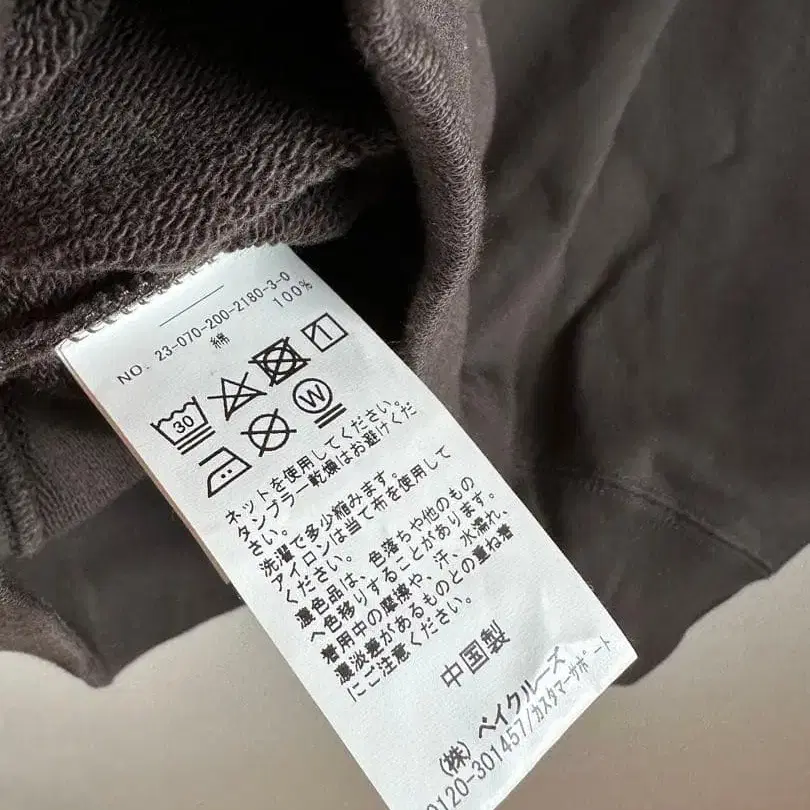 NO. 23-070-200-2180-3-0
綿 100%
30
W
ネットを使用してください。
タンブラー乾燥はお避けくだ
さい。
洗濯で多少縮みます。
アイロンは当て布を使用して
ください。
濃色品は、色落ちや他のもの
へ色移りすることがあります。
着用中の摩擦や、汗、水濡れ、
濃淡差があるものとの重ね着
にご注意ください。
中国製
(株) ベイクルーズ
0120-301457/カスタマーサポート